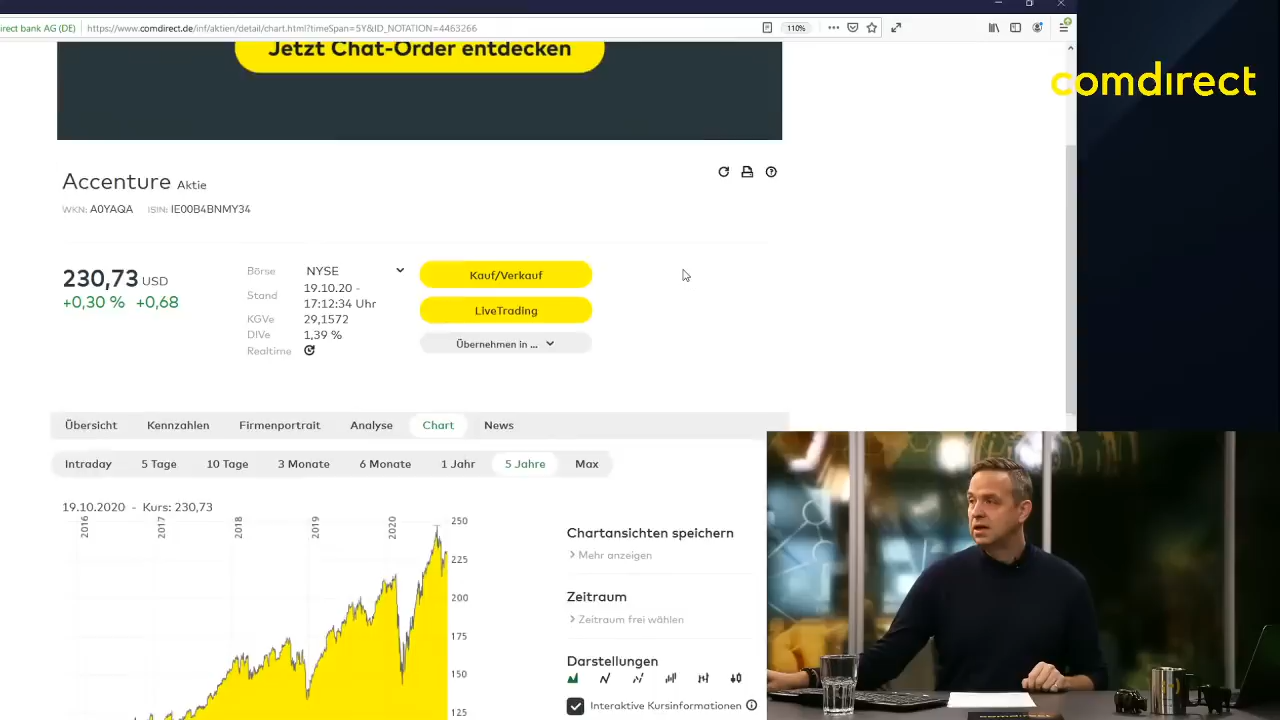 irect bank AG (DE)
https://www.comdirect.de/inf/aktien/detail/chart.html?timeSpan=5Y&ID_NOTATION=4463266
110%
Jetzt Chat-Order entdecken
comdirect
Accenture Aktie
WKN: A0YAQA ISIN: IE00B4BNMY34
230,73 USD
+0,30 % +0,68
Börse NYSE
Stand 19.10.20 -
17:12:34 Uhr
KGVe 29,1572
DIVe 1,39 %
Realtime
Kauf/Verkauf
LiveTrading
Übernehmen in ...
Übersicht Kennzahlen Firmenportrait Analyse Chart News
Intraday 5 Tage 10 Tage 3 Monate 6 Monate 1 Jahr 5 Jahre Max
19.10.2020 - Kurs: 230,73
2016 2017 2018 2019 2020
250
225
200
175
150
125
Chartansichten speichern
Mehr anzeigen
Zeitraum
Zeitraum frei wählen
Darstellungen
Interaktive Kursinformationen
comdirect